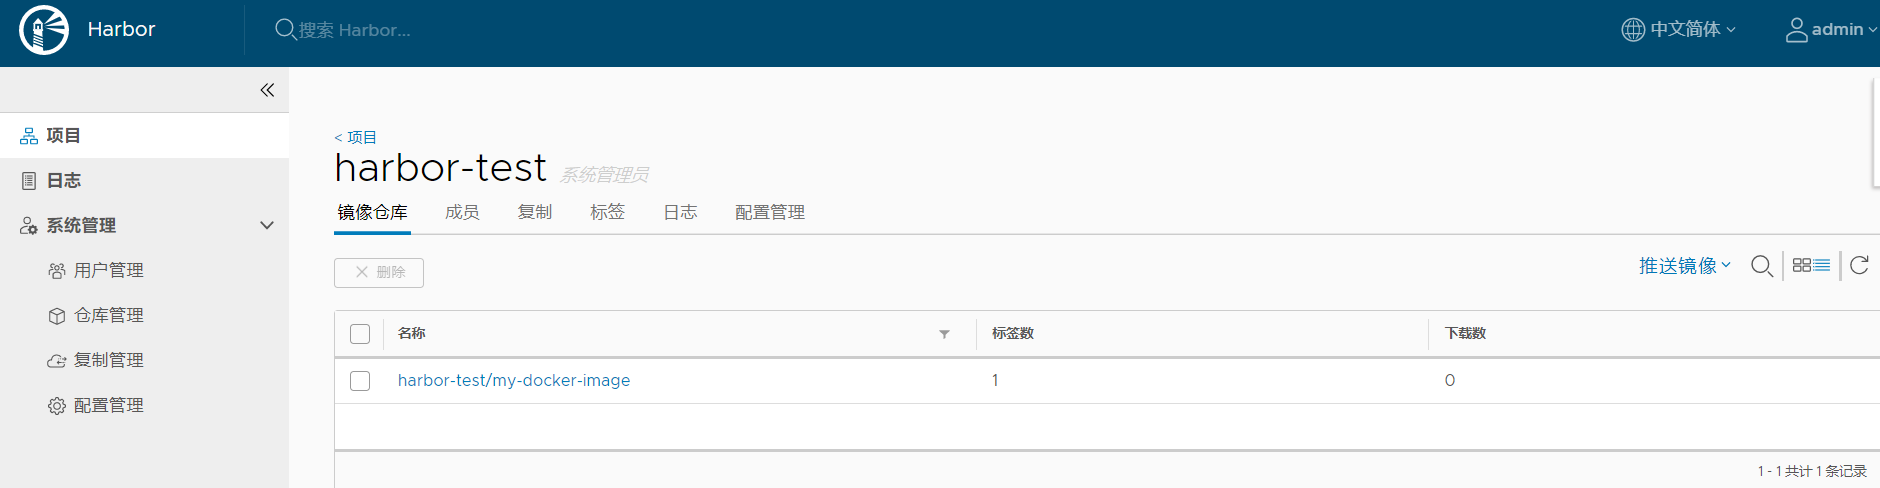 Harbor
搜索 Harbor...
中文简体
admin
项目
日志
系统管理
用户管理
仓库管理
复制管理
配置管理
< 项目
harbor-test 系统管理员
镜像仓库 成员 复制 标签 日志 配置管理
删除
推送镜像
名称 标签数 下载数
harbor-test/my-docker-image 1 0
1 - 1 共计 1 条记录